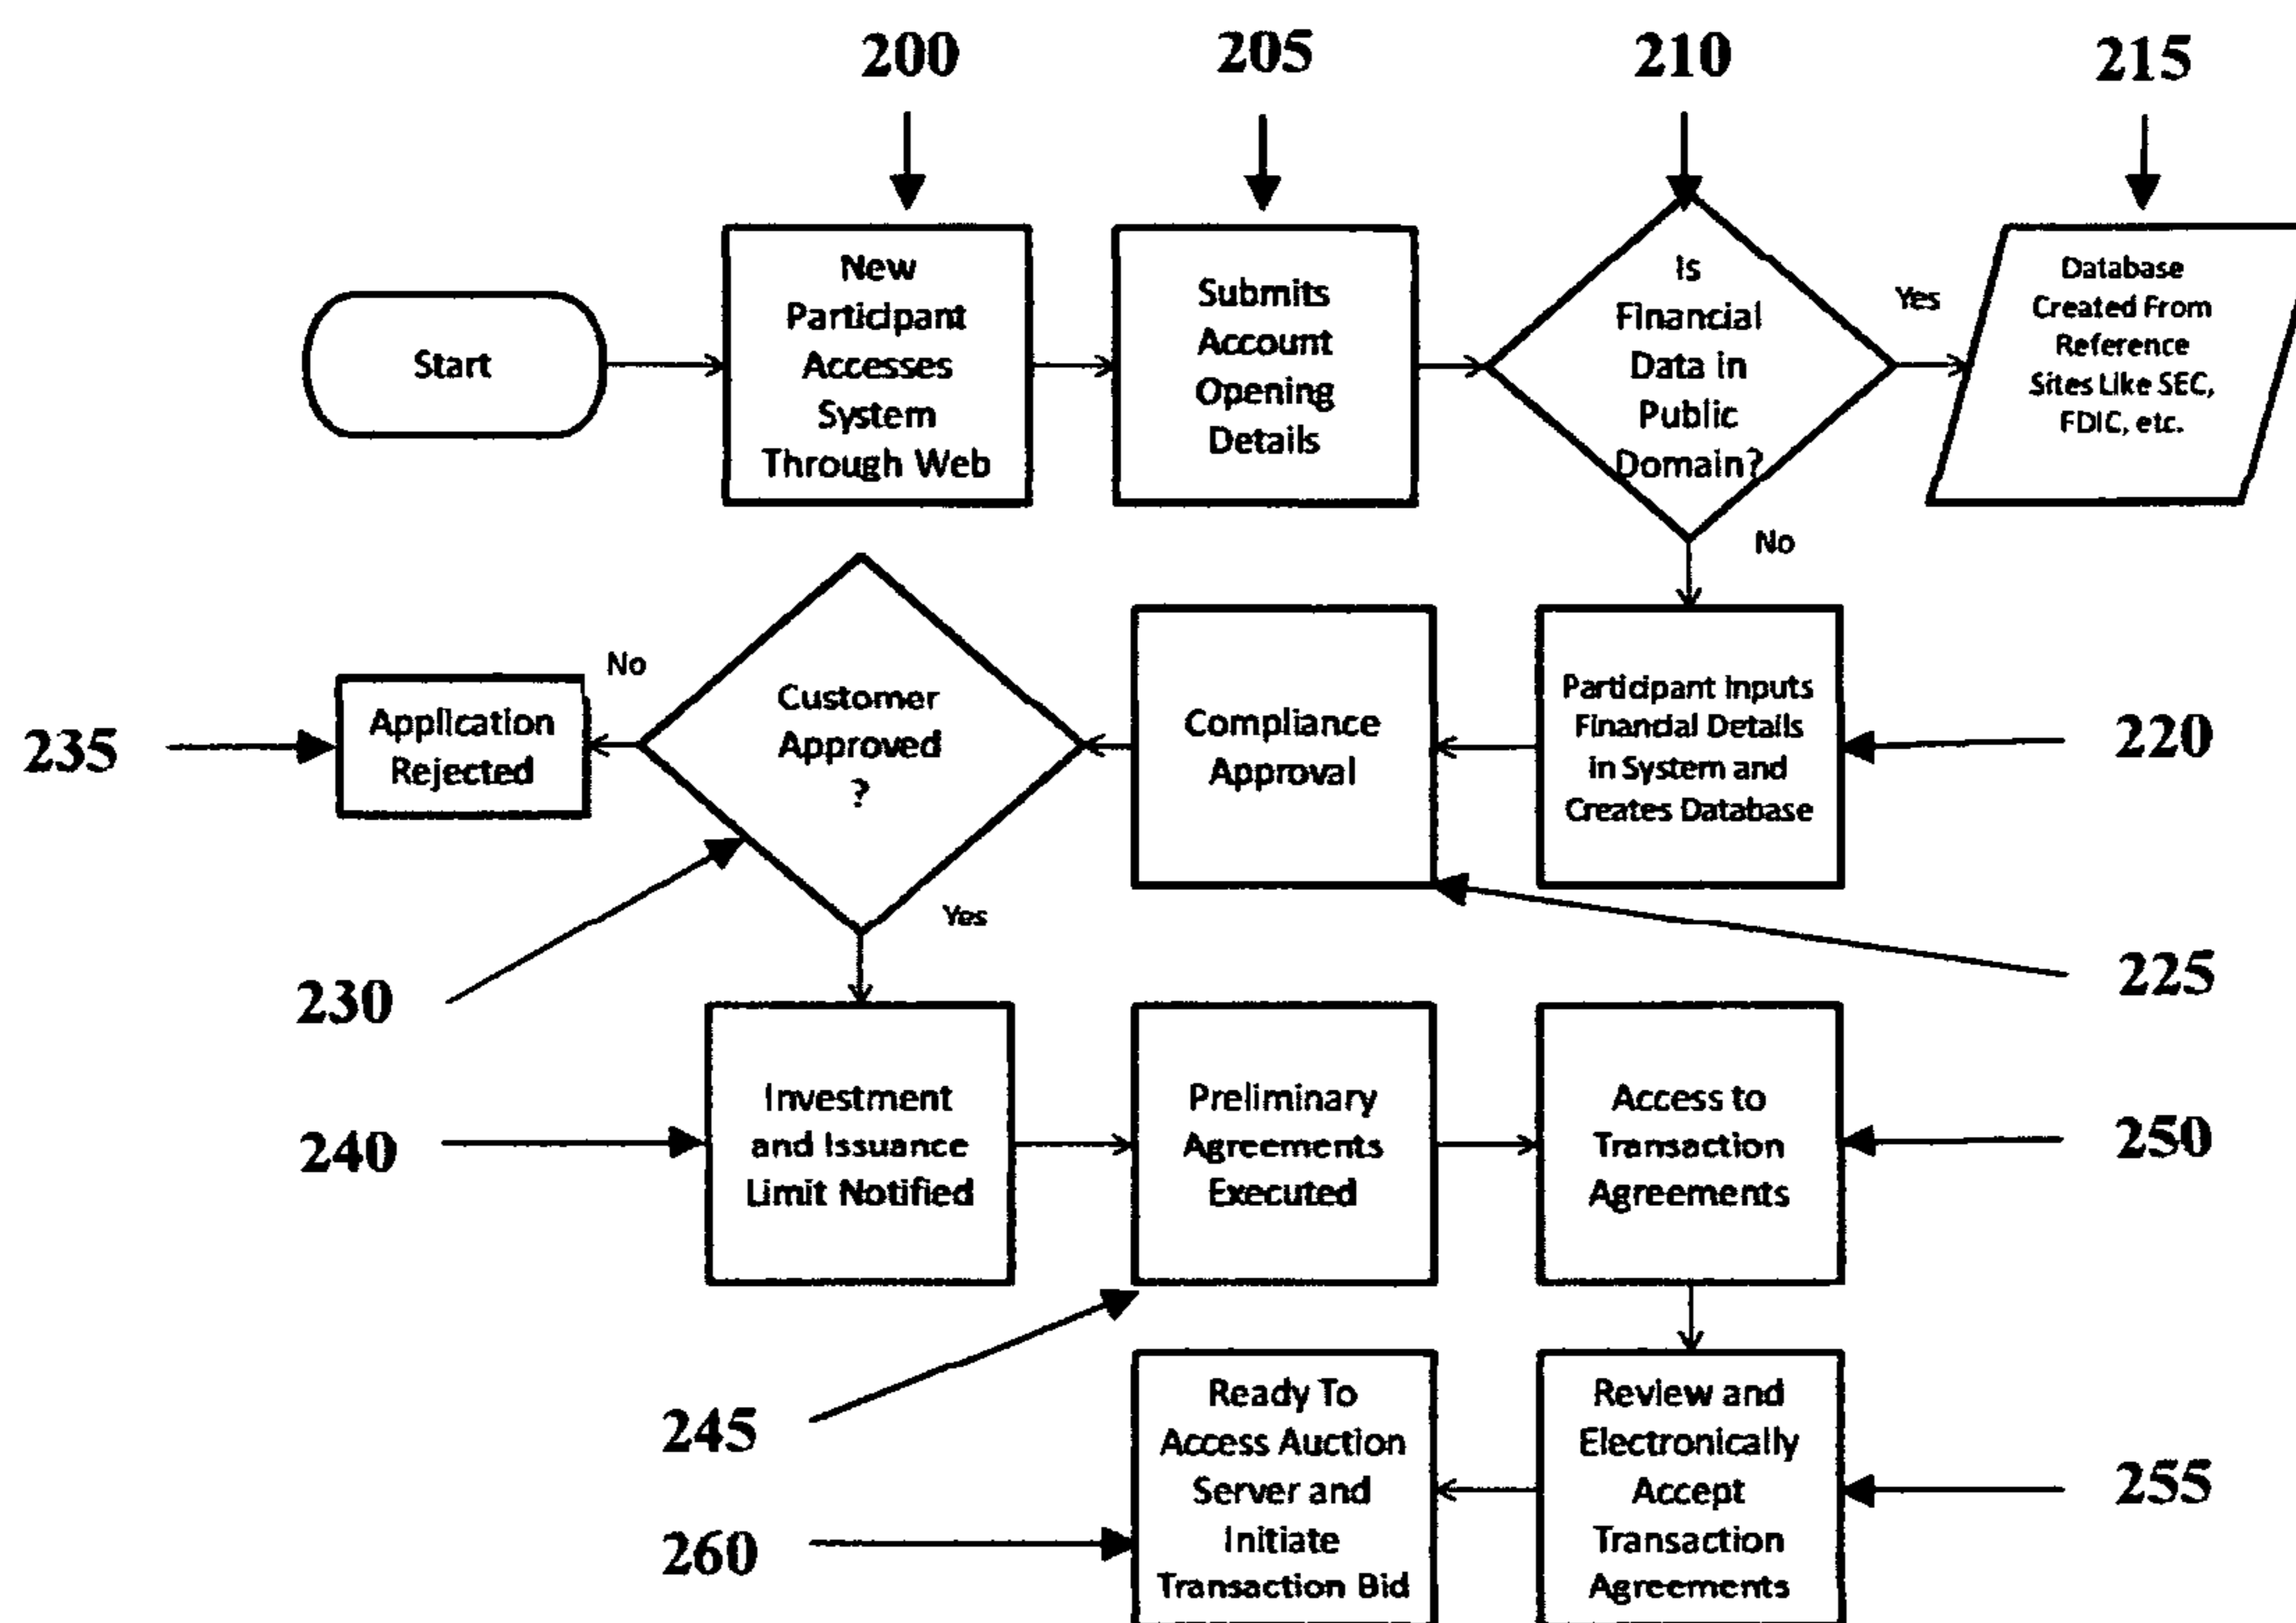 200
205
210
215
Start
New
Participant
Accesses
System
Through Web
Submits
Account
Opening
Details
Is
Financial
Data in
Public
Domain?
Yes
Database
Created From
Reference
Sites Like SEC,
FDIC, etc.
No
235
Application
Rejected
No
Customer
Approved
?
Compliance
Approval
Participant Inputs
Financial Details
in System and
Creates Database
220
Yes
230
225
240
Investment
and Issuance
Limit Notified
Preliminary
Agreements
Executed
Access to
Transaction
Agreements
250
245
260
Ready To
Access Auction
Server and
Initiate
Transaction Bid
Review and
Electronically
Accept
Transaction
Agreements
255